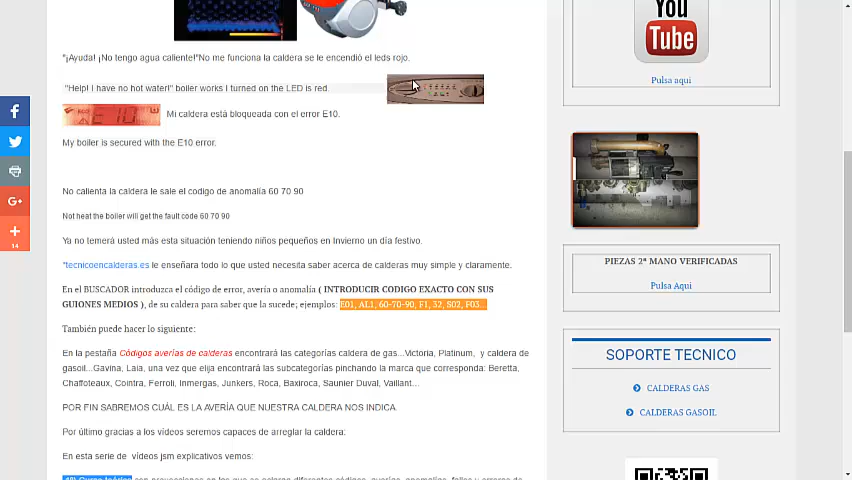 "¡Ayuda! ¡No tengo agua caliente!"No me funciona la caldera se le encendió el leds rojo.
"Help! I have no hot water!" boiler works I turned on the LED is red.
E10
Mi caldera está bloqueada con el error E10.
My boiler is secured with the E10 error.
No calienta la caldera le sale el codigo de anomalía 60 70 90
Not heat the boiler will get the fault code 60 70 90
Ya no temerá usted más esta situación teniendo niños pequeños en Invierno un día festivo.
"tecnicoencalderas.es le enseñara todo lo que usted necesita saber acerca de calderas muy simple y claramente.
En el BUSCADOR introduzca el código de error, avería o anomalía ( INTRODUCIR CODIGO EXACTO CON SUS
GUIONES MEDIOS ), de su caldera para saber que la sucede; ejemplos: E01, AL1, 60-70-90, F1, 32, S02, F03...
También puede hacer lo siguiente:
En la pestaña Códigos averías de calderas encontrará las categorías caldera de gas...Victoria, Platinum, y caldera de
gasoil...Gavina, Laia, una vez que elija encontrará las subcategorías pinchando la marca que corresponda: Beretta,
Chaffoteaux, Cointra, Ferroli, Inmergas, Junkers, Roca, Baxiroca, Saunier Duval, Vaillant...
POR FIN SABREMOS CUÀL ES LA AVERÍA QUE NUESTRA CALDERA NOS INDICA.
Por último gracias a los vídeos seremos capaces de arreglar la caldera:
En esta serie de vídeos jsm explicativos vemos:
G+
14
You
Tube
Pulsa aqui
PIEZAS 2ª MANO VERIFICADAS
Pulsa Aqui
SOPORTE TECNICO
CALDERAS GAS
CALDERAS GASOIL